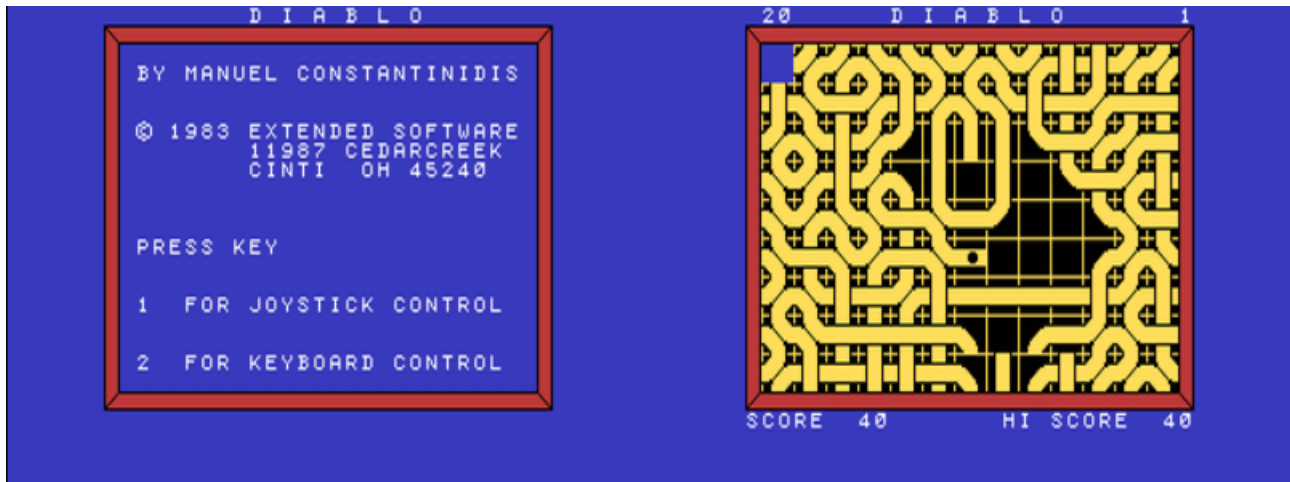 D I A B L O
BY MANUEL CONSTANTINIDIS
© 1983 EXTENDED SOFTWARE
11987 CEDARCREEK
CINTI OH 45240
PRESS KEY
1 FOR JOYSTICK CONTROL
2 FOR KEYBOARD CONTROL
20 D I A B L O 1
SCORE 40 HI SCORE 40